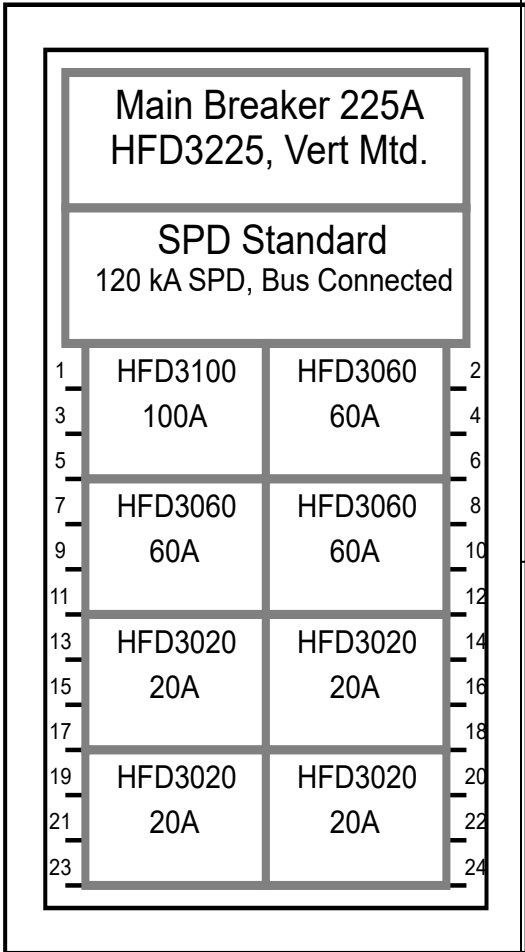 Main Breaker 225A
HFD3225, Vert Mtd.
SPD Standard
120 kA SPD, Bus Connected
1 HFD3100 HFD3060 2
3 100A 60A 4
5 6
7 HFD3060 HFD3060 8
9 60A 60A 10
11 12
13 HFD3020 HFD3020 14
15 20A 20A 16
17 18
19 HFD3020 HFD3020 20
21 20A 20A 22
23 24